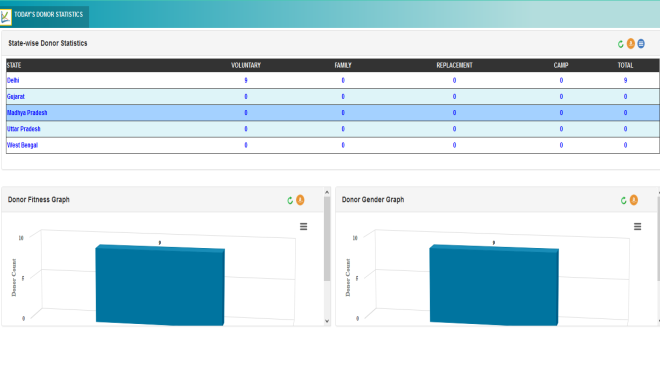 TODAY'S DONOR STATISTICS
State-wise Donor Statistics
STATE VOLUNTARY FAMILY REPLACEMENT CAMP TOTAL
Delhi 9 0 0 0 9
Gujarat 0 0 0 0 0
Madhya Pradesh 0 0 0 0 0
Uttar Pradesh 0 0 0 0 0
West Bengal 0 0 0 0 0
Donor Fitness Graph
10
5
0
Donor Count
9
Donor Gender Graph
10
5
0
Donor Count
9